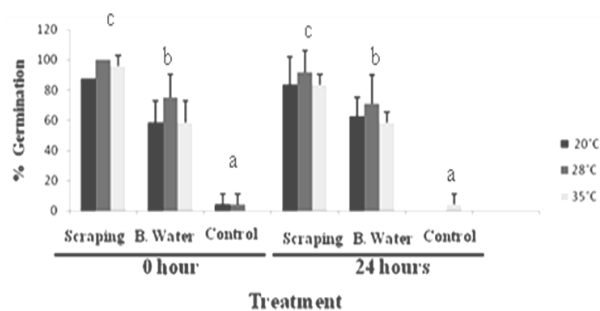 % Germination
120
100
80
60
40
20
0
c
b
a
c
b
a
20°C
28°C
35°C
Scraping B. Water Control Scraping B. Water Control
0 hour 24 hours
Treatment